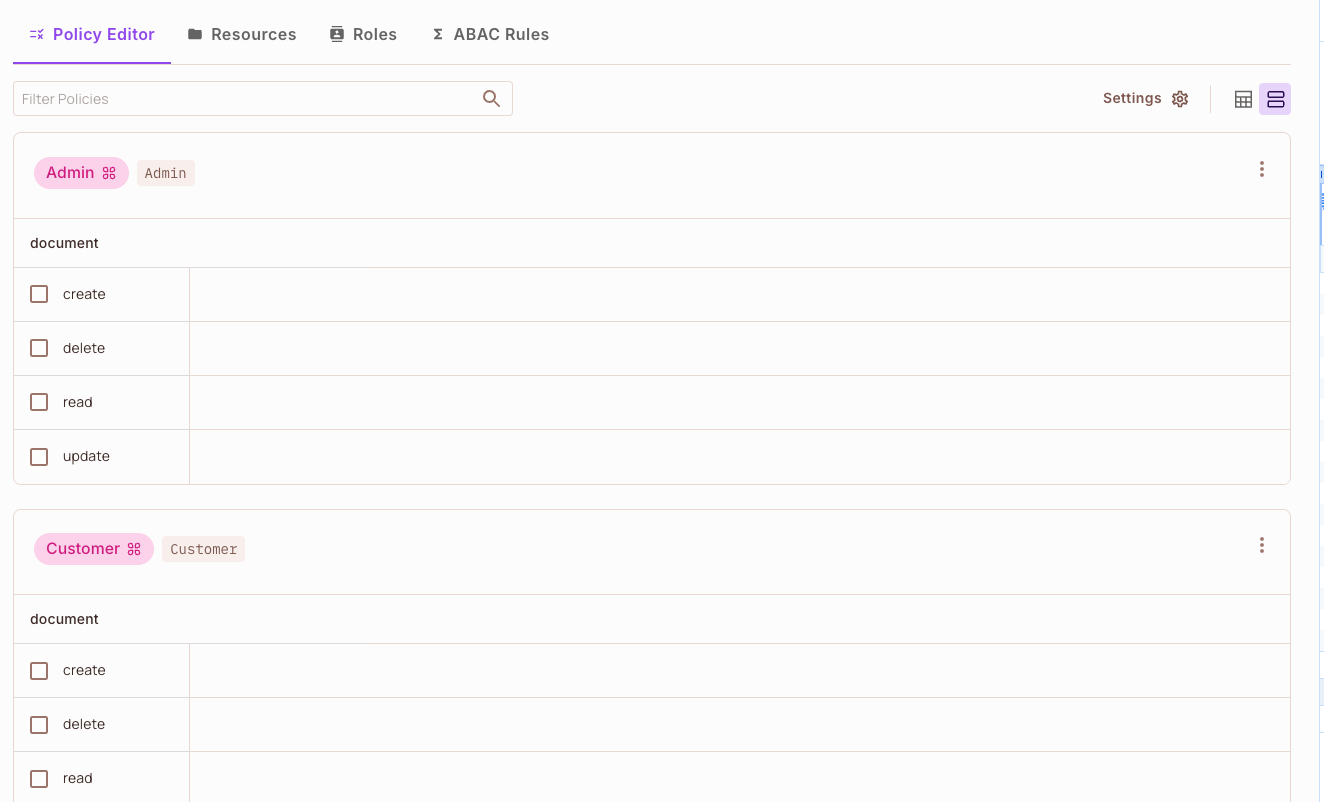 Policy Editor Resources Roles ABAC Rules
Filter Policies Settings
Admin Admin
document
create
delete
read
update
Customer Customer
document
create
delete
read